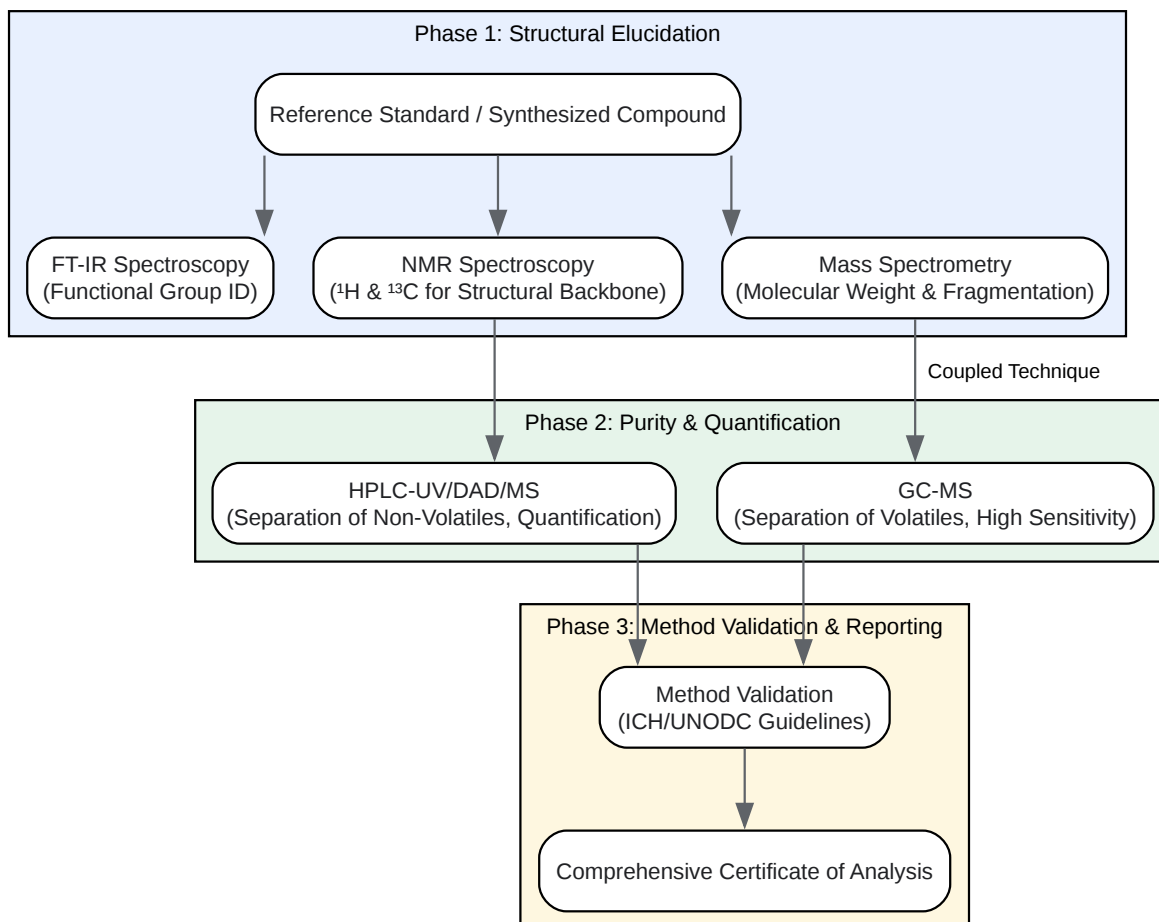 Phase 1: Structural Elucidation
Reference Standard / Synthesized Compound
FT-IR Spectroscopy
(Functional Group ID)
NMR Spectroscopy
(¹H & ¹³C for Structural Backbone)
Mass Spectrometry
(Molecular Weight & Fragmentation)
Coupled Technique
Phase 2: Purity & Quantification
HPLC-UV/DAD/MS
(Separation of Non-Volatiles, Quantification)
GC-MS
(Separation of Volatiles, High Sensitivity)
Phase 3: Method Validation & Reporting
Method Validation
(ICH/UNODC Guidelines)
Comprehensive Certificate of Analysis